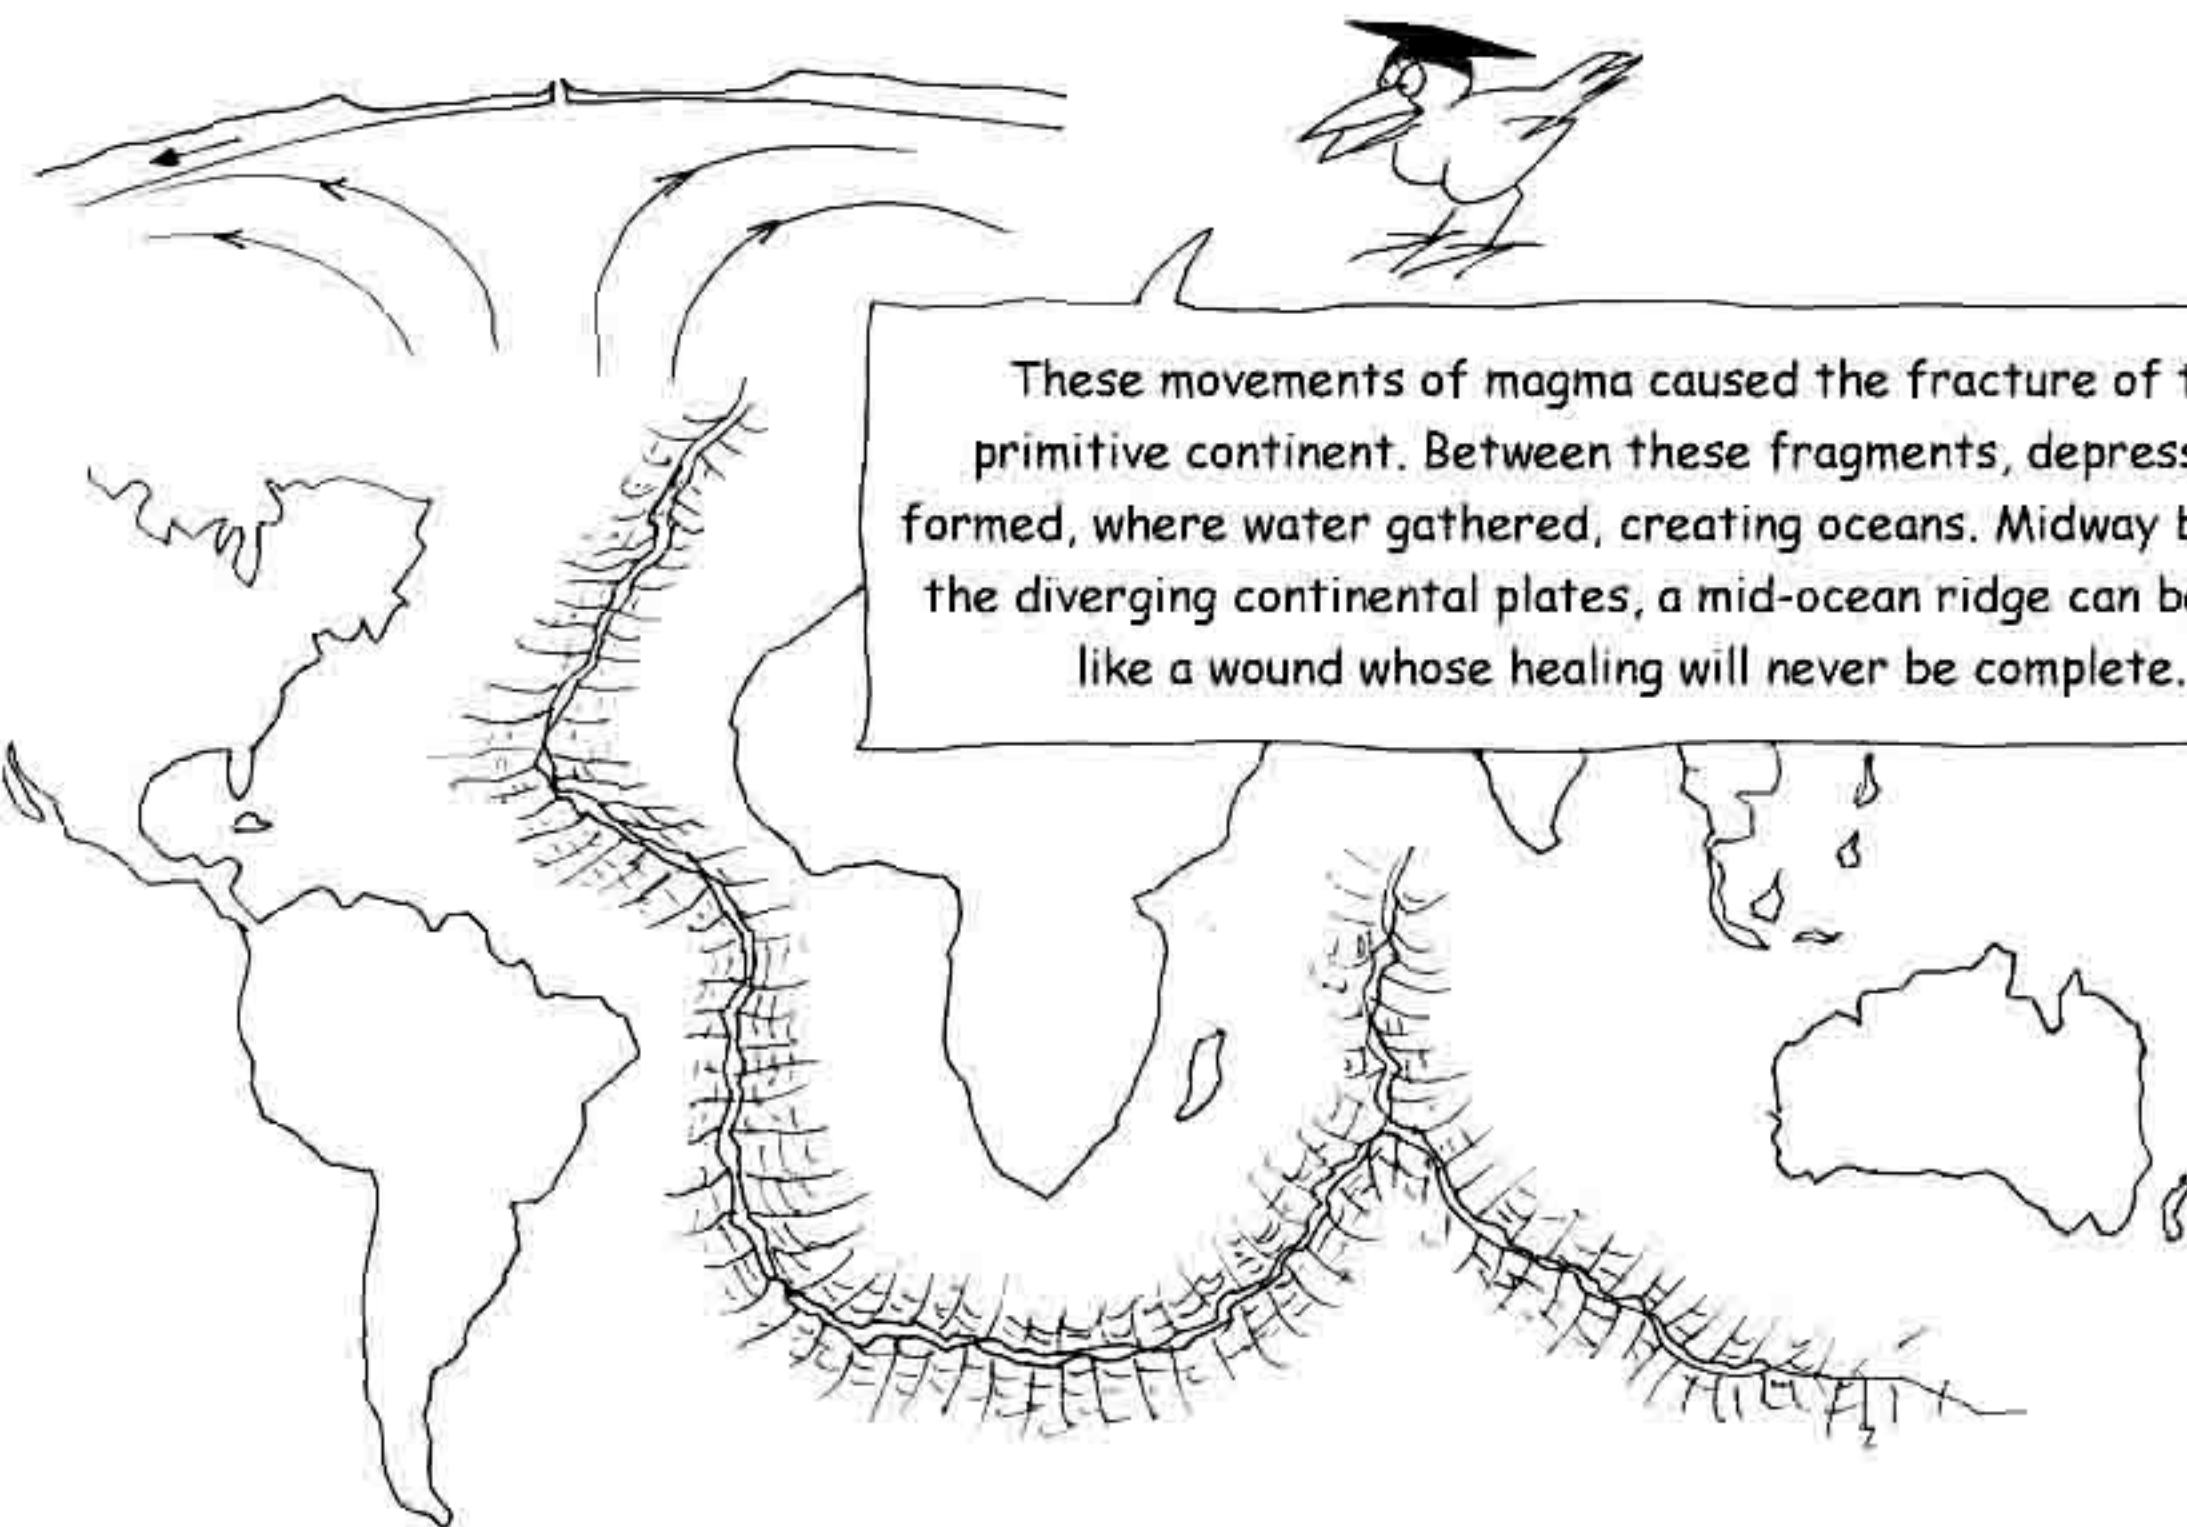 These movements of magma caused the fracture of t
primitive continent. Between these fragments, depress
formed, where water gathered, creating oceans. Midway b
the diverging continental plates, a mid-ocean ridge can b
like a wound whose healing will never be complete.